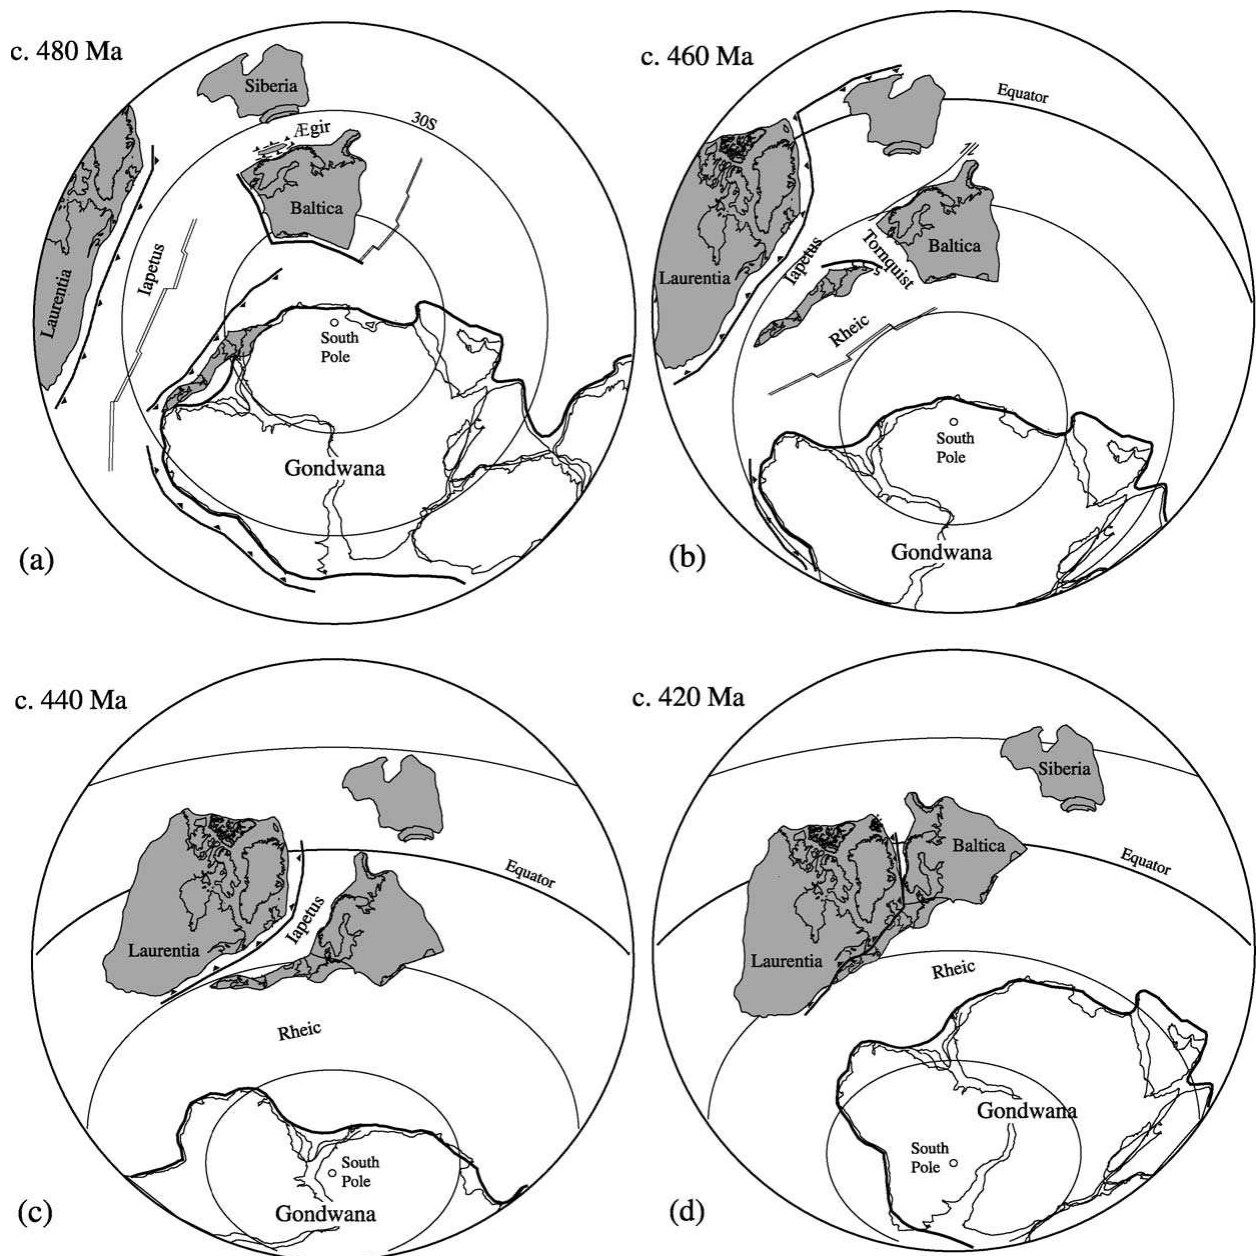 c. 480 Ma
Siberia
30S
Ægir
Baltica
Iapetus
Laurentia
South
Pole
Gondwana
(a)
c. 460 Ma
Equator
Baltica
Tornquist
Iapetus
Laurentia
Rheic
South
Pole
Gondwana
(b)
c. 440 Ma
Equator
Iapetus
Laurentia
Rheic
South
Pole
Gondwana
(c)
c. 420 Ma
Siberia
Baltica
Equator
Laurentia
Rheic
Gondwana
South
Pole
(d)